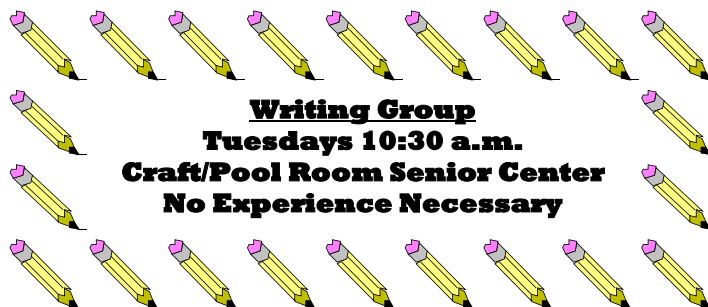 Writing Group
Tuesdays 10:30 a.m.
Craft/Pool Room Senior Center
No Experience Necessary